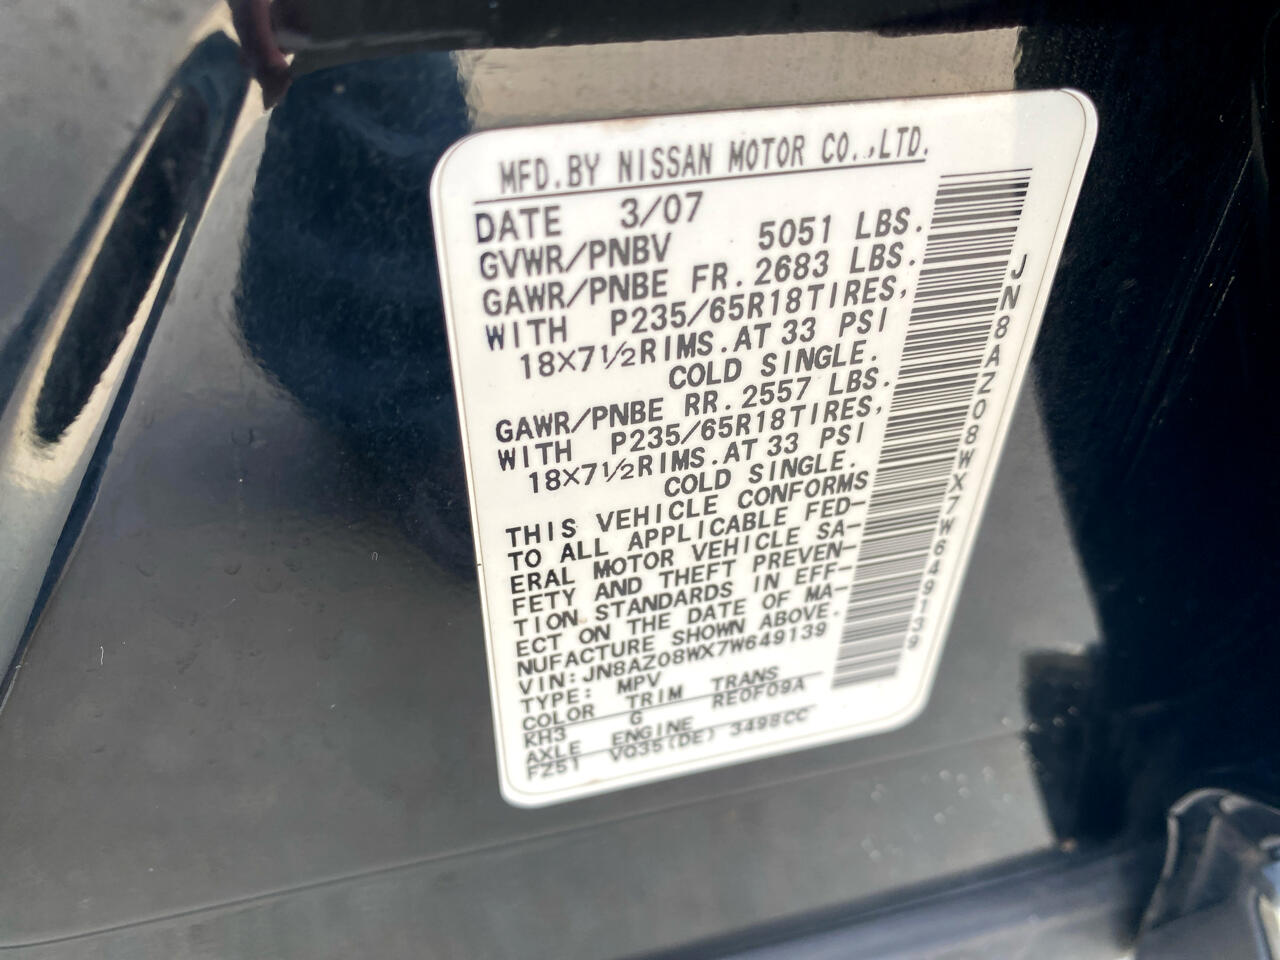 MFD.BY NISSAN MOTOR CO.,LTD.
DATE 3/07
GVWR/PNBV 5051 LBS.
GAWR/PNBE FR.2683 LBS.
WITH P235/65R18TIRES,
18X7½RIMS.AT 33 PSI
COLD SINGLE.
GAWR/PNBE RR.2557 LBS.
WITH P235/65R18TIRES,
18X7½RIMS.AT 33 PSI
COLD SINGLE.
THIS VEHICLE CONFORMS
TO ALL APPLICABLE FED-
ERAL MOTOR VEHICLE SA-
FETY AND THEFT PREVEN-
TION STANDARDS IN EFF-
ECT ON THE DATE OF MA-
NUFACTURE SHOWN ABOVE.
VIN:JN8AZ08WX7W649139
TYPE: MPV
COLOR TRIM TRANS
KH3 G RE0F09A
AXLE ENGINE
FZ51 VQ35(DE) 3498CC
JN8AZ08WX7W649139